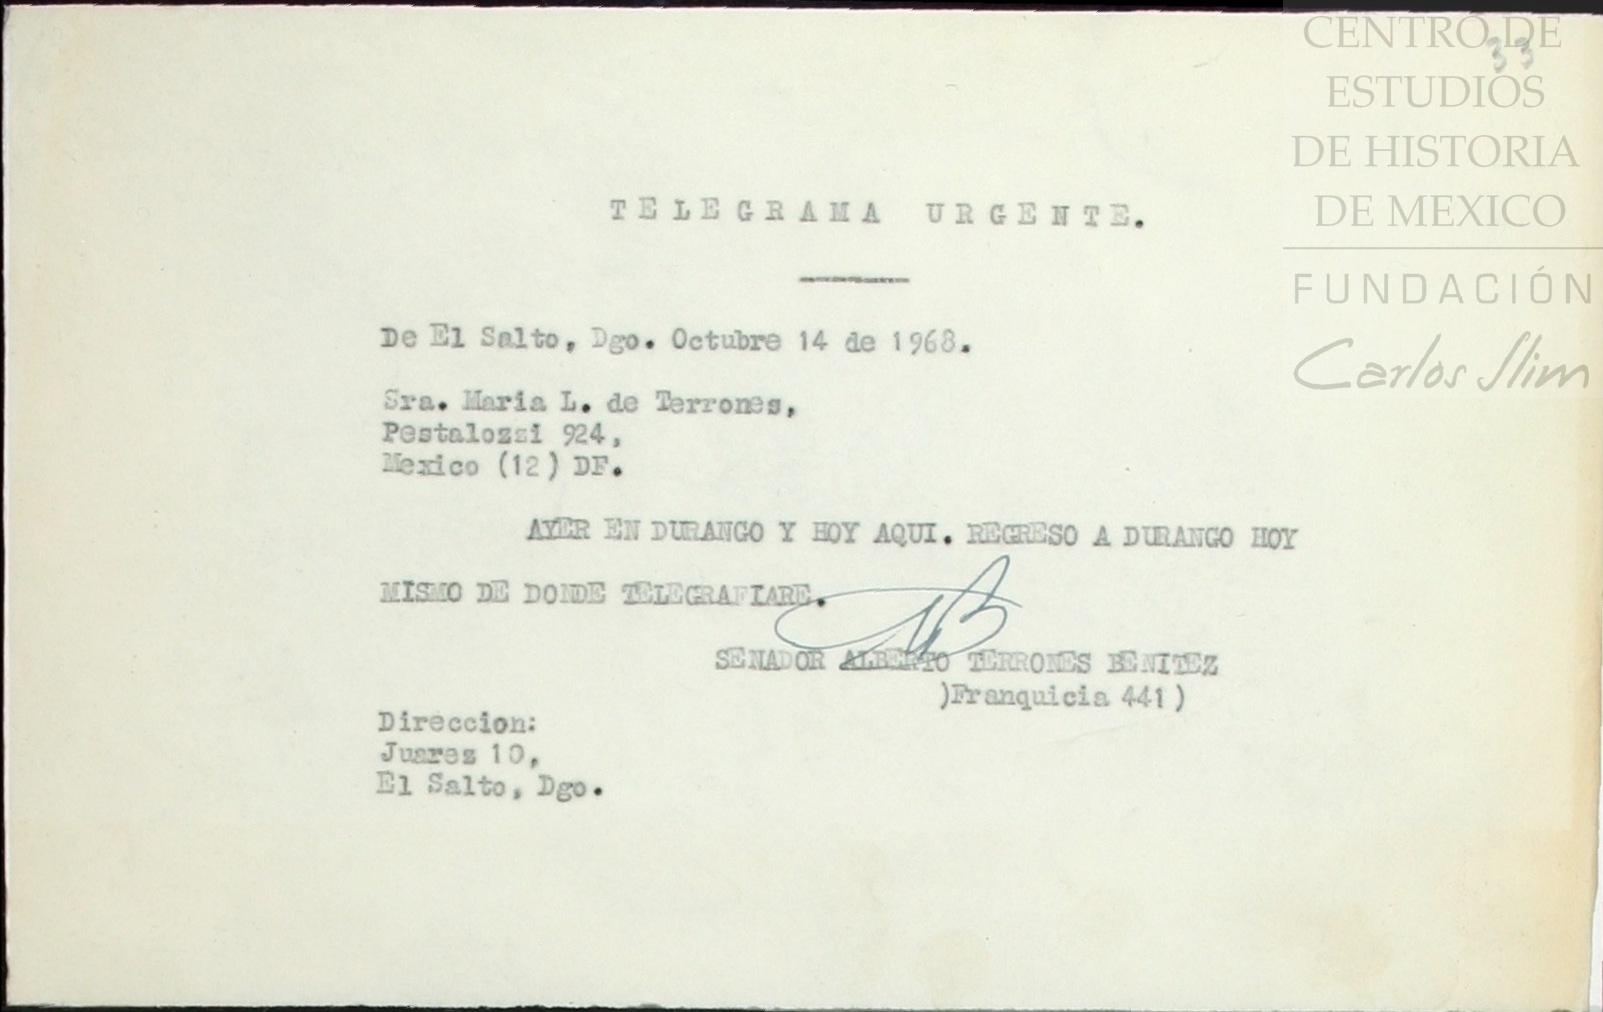 CENTRO DE
ESTUDIOS
DE HISTORIA
DE MEXICO
FUNDACIÓN
Carlos Slim
33
TELEGRAMA URGENTE.
De El Salto, Dgo. Octubre 14 de 1968.
Sra. Maria L. de Terrones,
Pestalozzi 924,
Mexico (12) DF.
AYER EN DURANGO Y HOY AQUI. REGRESO A DURANGO HOY
MISMO DE DONDE TELEGRAFIARE.
SENADOR ALBERTO TERRONES BENITEZ
)Franquicia 441)
Direccion:
Juarez 10,
El Salto, Dgo.